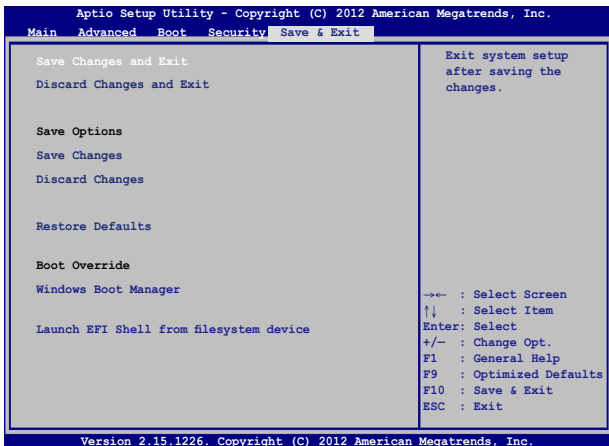 Aptio Setup Utility - Copyright (C) 2012 American Megatrends, Inc.
Main Advanced Boot Security Save & Exit
Save Changes and Exit
Discard Changes and Exit
Save Options
Save Changes
Discard Changes
Restore Defaults
Boot Override
Windows Boot Manager
Launch EFI Shell from filesystem device
Exit system setup
after saving the
changes.
→← : Select Screen
↑↓ : Select Item
Enter: Select
+/— : Change Opt.
F1 : General Help
F9 : Optimized Defaults
F10 : Save & Exit
ESC : Exit
Version 2.15.1226. Copyright (C) 2012 American Megatrends, Inc.